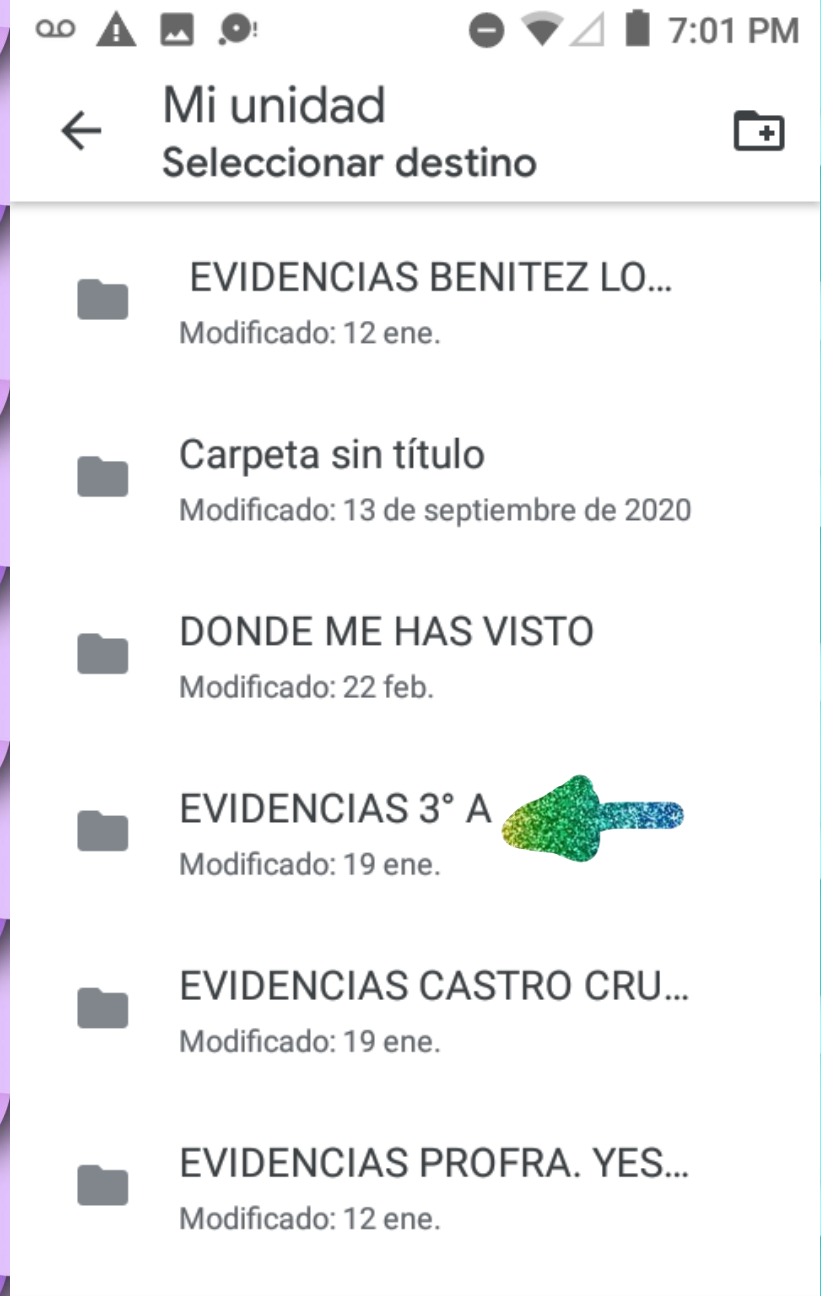 7:01 PM
Mi unidad
Seleccionar destino
EVIDENCIAS BENITEZ LO...
Modificado: 12 ene.
Carpeta sin título
Modificado: 13 de septiembre de 2020
DONDE ME HAS VISTO
Modificado: 22 feb.
EVIDENCIAS 3° A
Modificado: 19 ene.
EVIDENCIAS CASTRO CRU...
Modificado: 19 ene.
EVIDENCIAS PROFRA. YES...
Modificado: 12 ene.